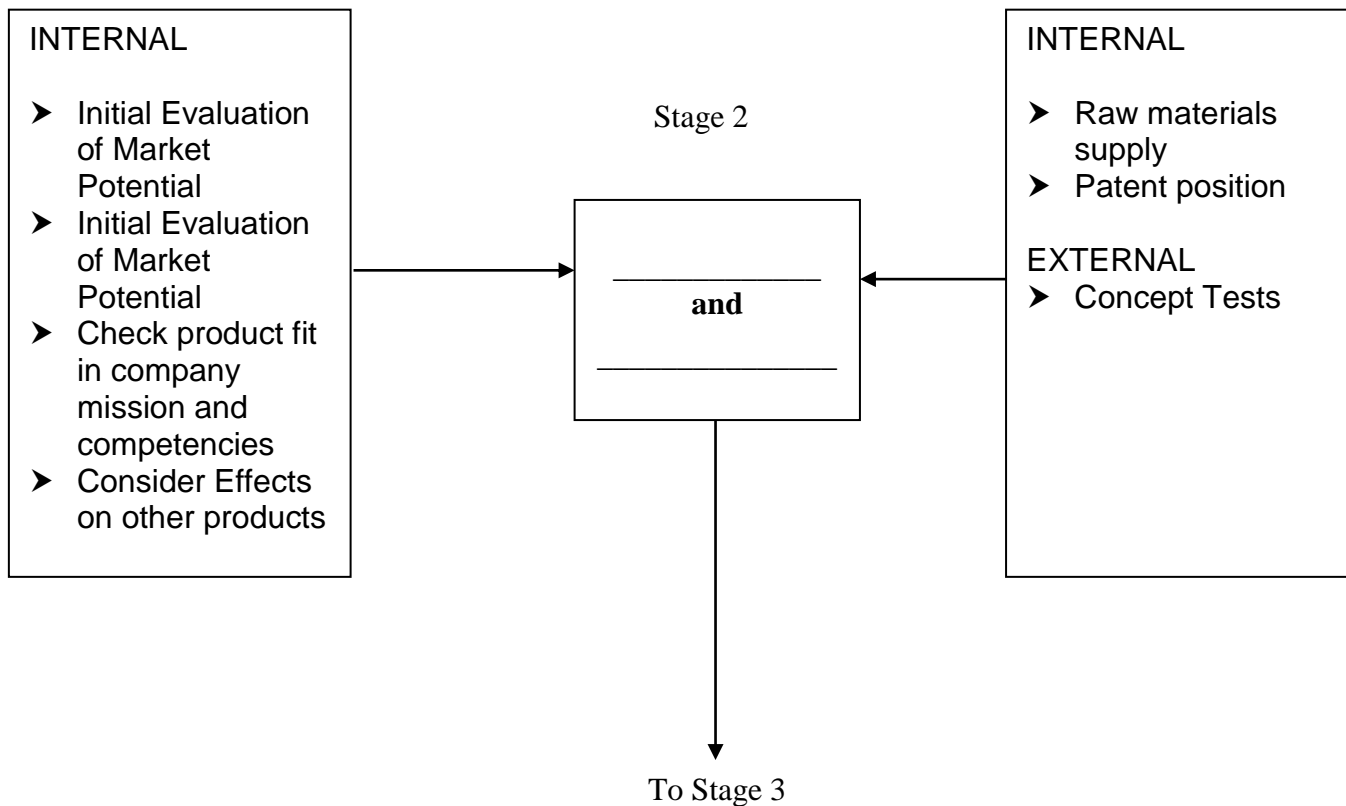 INTERNAL
➤ Initial Evaluation
of Market
Potential
➤ Initial Evaluation
of Market
Potential
➤ Check product fit
in company
mission and
competencies
➤ Consider Effects
on other products
Stage 2
_____________
and
_______________
INTERNAL
➤ Raw materials
supply
➤ Patent position
EXTERNAL
➤ Concept Tests
To Stage 3